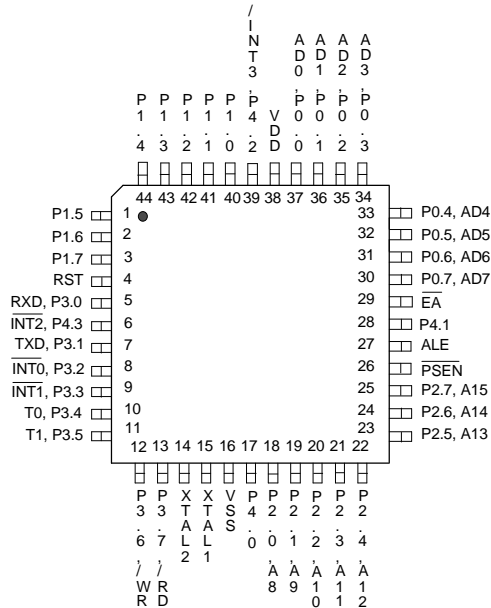 P1.4
P1.3
P1.2
P1.1
P1.0
/INT3,P4.2
VDD
AD0,P0.0
AD1,P0.1
AD2,P0.2
AD3,P0.3
44 43 42 41 40 39 38 37 36 35 34
P1.5 1
P1.6 2
P1.7 3
RST 4
RXD, P3.0 5
INT2, P4.3 6
TXD, P3.1 7
INT0, P3.2 8
INT1, P3.3 9
T0, P3.4 10
T1, P3.5 11
33 P0.4, AD4
32 P0.5, AD5
31 P0.6, AD6
30 P0.7, AD7
29 EA
28 P4.1
27 ALE
26 PSEN
25 P2.7, A15
24 P2.6, A14
23 P2.5, A13
12 13 14 15 16 17 18 19 20 21 22
P3.6,/WR
P3.7,/RD
XTAL2
XTAL1
VSS
P4.0
P2.0,A8
P2.1,A9
P2.2,A10
P2.3,A11
P2.4,A12